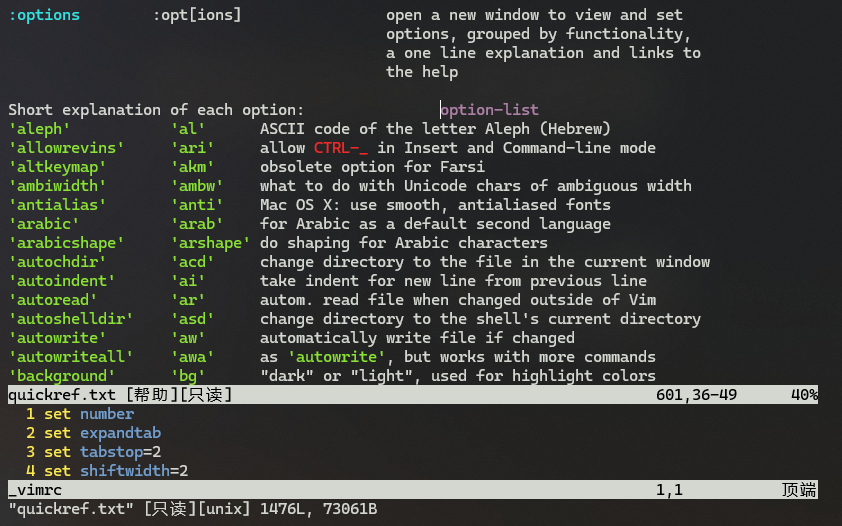 :options        :opt[ions]                open a new window to view and set
                                          options, grouped by functionality,
                                          a one line explanation and links to
                                          the help
Short explanation of each option:               option-list
'aleph'           'al'      ASCII code of the letter Aleph (Hebrew)
'allowrevins'     'ari'     allow CTRL-_ in Insert and Command-line mode
'altkeymap'       'akm'     obsolete option for Farsi
'ambiwidth'       'ambw'    what to do with Unicode chars of ambiguous width
'antialias'       'anti'    Mac OS X: use smooth, antialiased fonts
'arabic'          'arab'    for Arabic as a default second language
'arabicshape'     'arshape' do shaping for Arabic characters
'autochdir'       'acd'     change directory to the file in the current window
'autoindent'      'ai'      take indent for new line from previous line
'autoread'        'ar'      autom. read file when changed outside of Vim
'autoshelldir'    'asd'     change directory to the shell's current directory
'autowrite'       'aw'      automatically write file if changed
'autowriteall'    'awa'     as 'autowrite', but works with more commands
'background'      'bg'      "dark" or "light", used for highlight colors
quickref.txt [帮助][只读]                                601,36-49      40%
  1 set number
  2 set expandtab
  3 set tabstop=2
  4 set shiftwidth=2
_vimrc                                                  1,1           顶端
"quickref.txt" [只读][unix] 1476L, 73061B